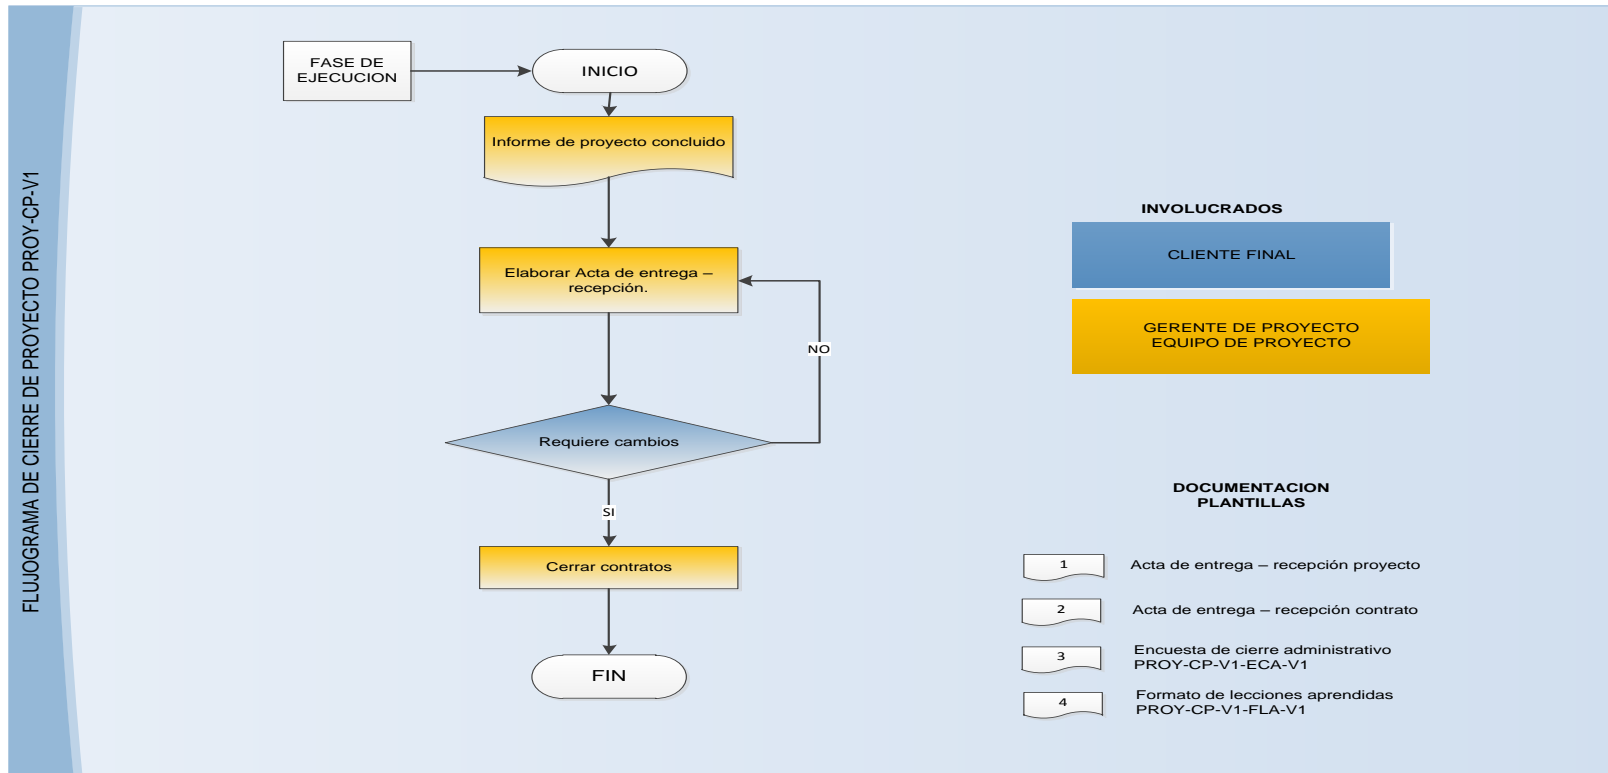 FLUJOGRAMA DE CIERRE DE PROYECTO PROY-CP-V1
FASE DE
EJECUCION
INICIO
Informe de proyecto concluido
Elaborar Acta de entrega –
recepción.
NO
Requiere cambios
SI
Cerrar contratos
FIN
INVOLUCRADOS
CLIENTE FINAL
GERENTE DE PROYECTO
EQUIPO DE PROYECTO
DOCUMENTACION
PLANTILLAS
1 Acta de entrega – recepción proyecto
2 Acta de entrega – recepción contrato
3 Encuesta de cierre administrativo
PROY-CP-V1-ECA-V1
4 Formato de lecciones aprendidas
PROY-CP-V1-FLA-V1